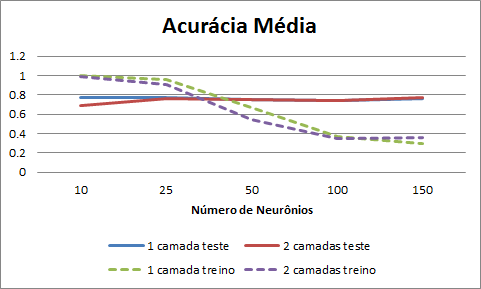 Acurácia Média
1.2
1
0.8
0.6
0.4
0.2
0
10 25 50 100 150
Número de Neurônios
1 camada teste 2 camadas teste
1 camada treino 2 camadas treino